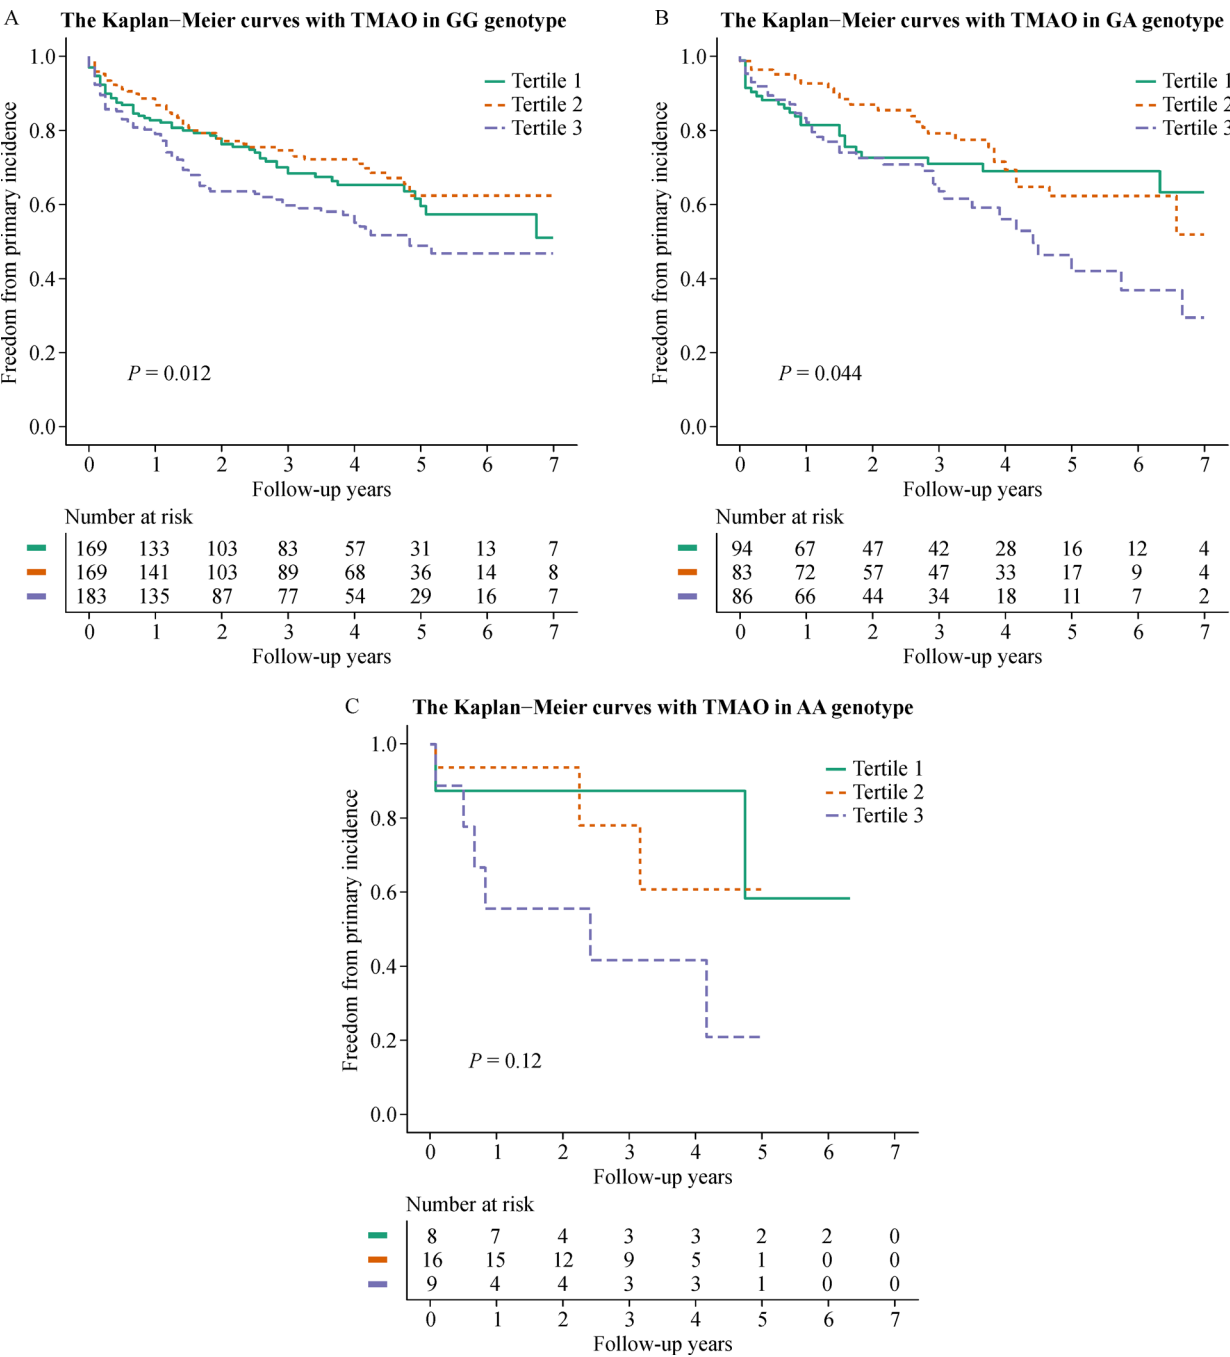 A The Kaplan−Meier curves with TMAO in GG genotype
Freedom from primary incidence
1.0
0.8
0.6
0.4
0.2
0.0
Tertile 1
Tertile 2
Tertile 3
P = 0.012
0 1 2 3 4 5 6 7
Follow-up years
Number at risk
169 133 103 83 57 31 13 7
169 141 103 89 68 36 14 8
183 135 87 77 54 29 16 7
0 1 2 3 4 5 6 7
Follow-up years
B The Kaplan−Meier curves with TMAO in GA genotype
Freedom from primary incidence
1.0
0.8
0.6
0.4
0.2
0.0
Tertile 1
Tertile 2
Tertile 3
P = 0.044
0 1 2 3 4 5 6 7
Follow-up years
Number at risk
94 67 47 42 28 16 12 4
83 72 57 47 33 17 9 4
86 66 44 34 18 11 7 2
0 1 2 3 4 5 6 7
Follow-up years
C The Kaplan−Meier curves with TMAO in AA genotype
Freedom from primary incidence
1.0
0.8
0.6
0.4
0.2
0.0
Tertile 1
Tertile 2
Tertile 3
P = 0.12
0 1 2 3 4 5 6 7
Follow-up years
Number at risk
8 7 4 3 3 2 2 0
16 15 12 9 5 1 0 0
9 4 4 3 3 1 0 0
0 1 2 3 4 5 6 7
Follow-up years